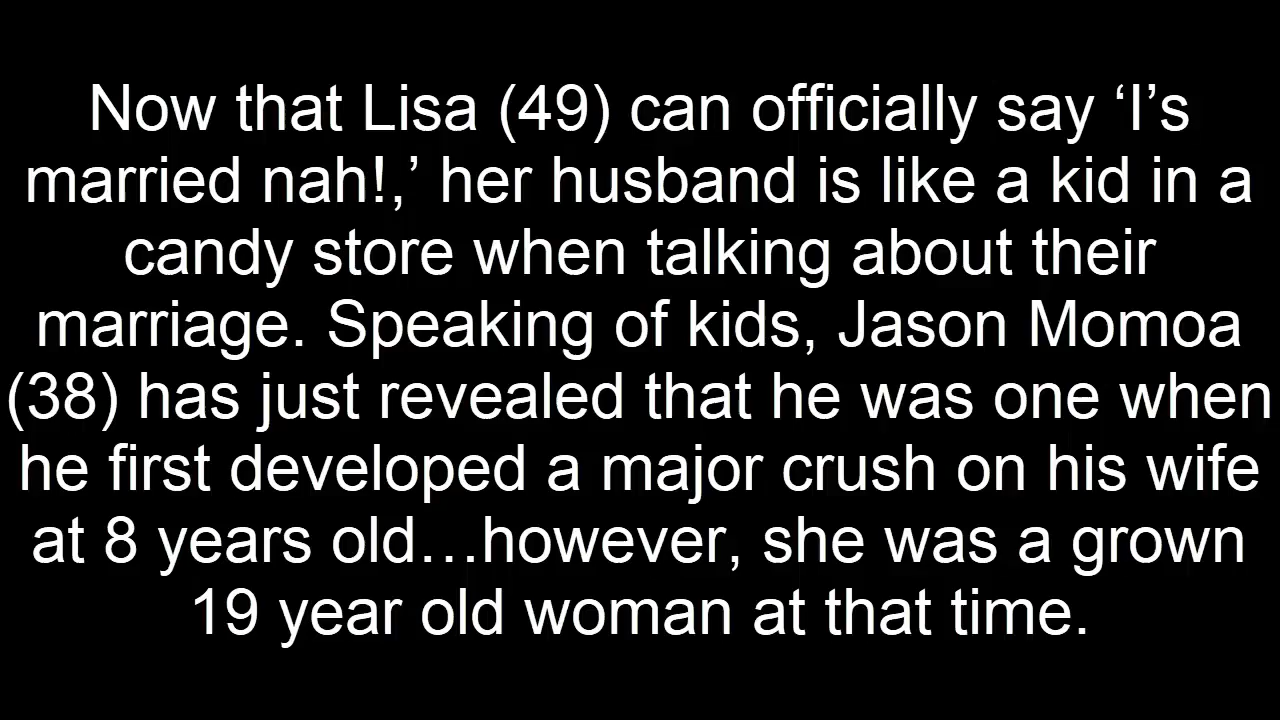 Now that Lisa (49) can officially say ‘I’s
married nah!,’ her husband is like a kid in a
candy store when talking about their
marriage. Speaking of kids, Jason Momoa
(38) has just revealed that he was one when
he first developed a major crush on his wife
at 8 years old…however, she was a grown
19 year old woman at that time.